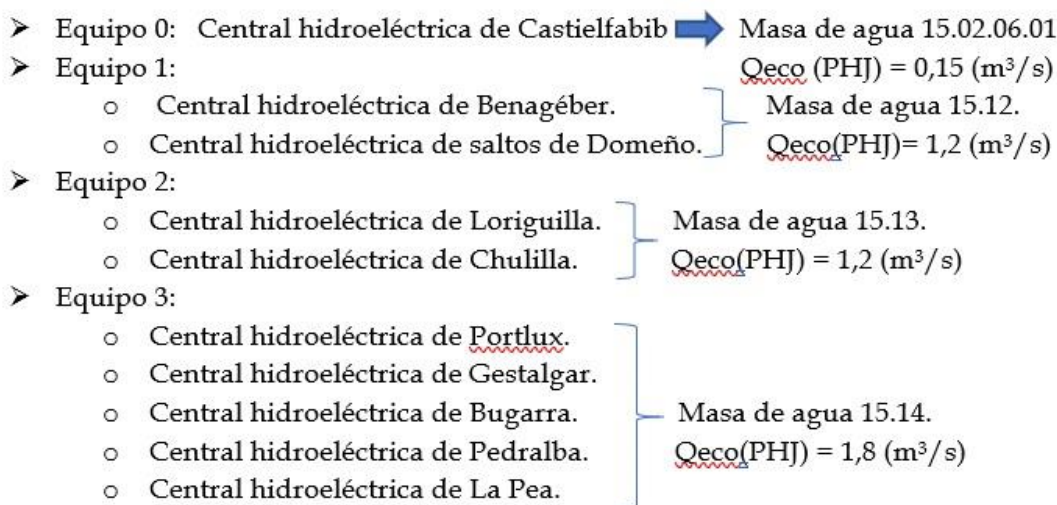 ➢ Equipo 0: Central hidroeléctrica de Castielfabib Masa de agua 15.02.06.01
➢ Equipo 1: Qeco (PHJ) = 0,15 (m³/s)
o Central hidroeléctrica de Benagéber. Masa de agua 15.12.
o Central hidroeléctrica de saltos de Domeño. Qeco(PHJ)= 1,2 (m³/s)
➢ Equipo 2:
o Central hidroeléctrica de Loriguilla. Masa de agua 15.13.
o Central hidroeléctrica de Chulilla. Qeco(PHJ) = 1,2 (m³/s)
➢ Equipo 3:
o Central hidroeléctrica de Portlux.
o Central hidroeléctrica de Gestalgar.
o Central hidroeléctrica de Bugarra. Masa de agua 15.14.
o Central hidroeléctrica de Pedralba. Qeco(PHJ) = 1,8 (m³/s)
o Central hidroeléctrica de La Pea.